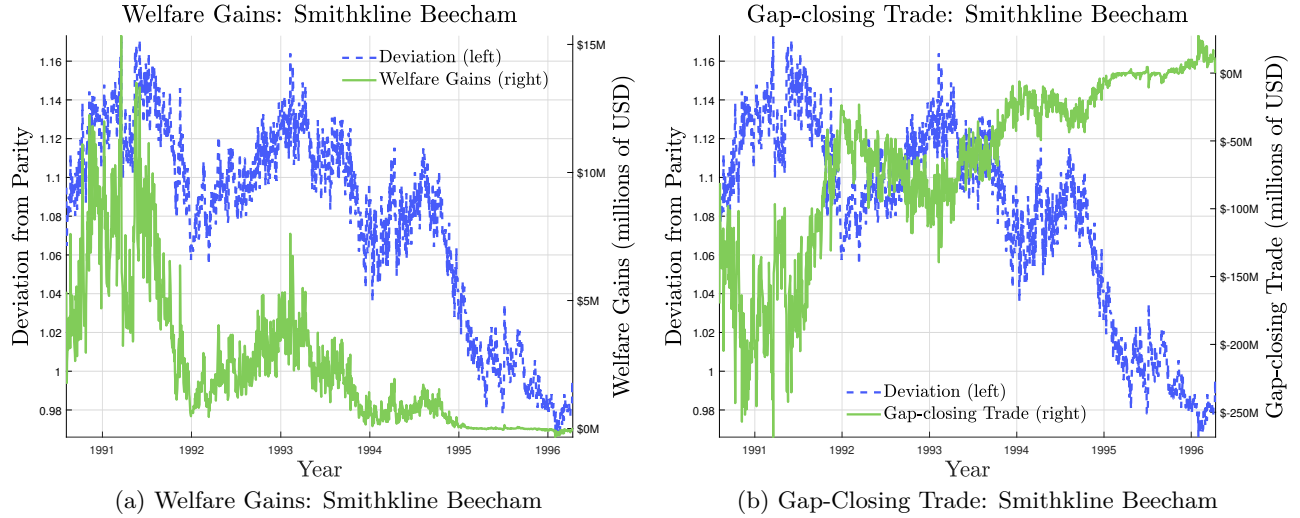 Welfare Gains: Smithkline Beecham
Deviation from Parity
1.16
1.14
1.12
1.1
1.08
1.06
1.04
1.02
1
0.98
Deviation (left)
Welfare Gains (right)
$15M
$10M
$5M
$0M
Welfare Gains (millions of USD)
1991 1992 1993 1994 1995 1996
Year
(a) Welfare Gains: Smithkline Beecham
Gap-closing Trade: Smithkline Beecham
Deviation from Parity
1.16
1.14
1.12
1.1
1.08
1.06
1.04
1.02
1
0.98
Deviation (left)
Gap-closing Trade (right)
$0M
-$50M
-$100M
-$150M
-$200M
-$250M
Gap-closing Trade (millions of USD)
1991 1992 1993 1994 1995 1996
Year
(b) Gap-Closing Trade: Smithkline Beecham